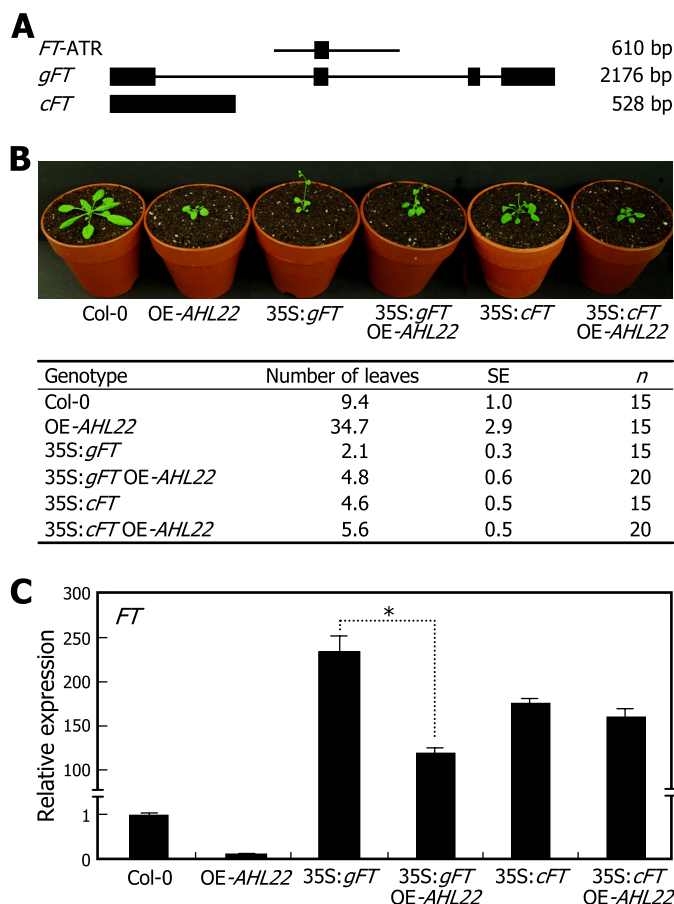 A
FT-ATR 610 bp
gFT 2176 bp
cFT 528 bp
B
Col-0 OE-AHL22 35S:gFT 35S:gFT 35S:cFT 35S:cFT
OE-AHL22 OE-AHL22
Genotype Number of leaves SE n
Col-0 9.4 1.0 15
OE-AHL22 34.7 2.9 15
35S:gFT 2.1 0.3 15
35S:gFT OE-AHL22 4.8 0.6 20
35S:cFT 4.6 0.5 15
35S:cFT OE-AHL22 5.6 0.5 20
C
Relative expression
FT
*
300
250
200
150
100
1
0
Col-0 OE-AHL22 35S:gFT 35S:gFT 35S:cFT 35S:cFT
OE-AHL22 OE-AHL22